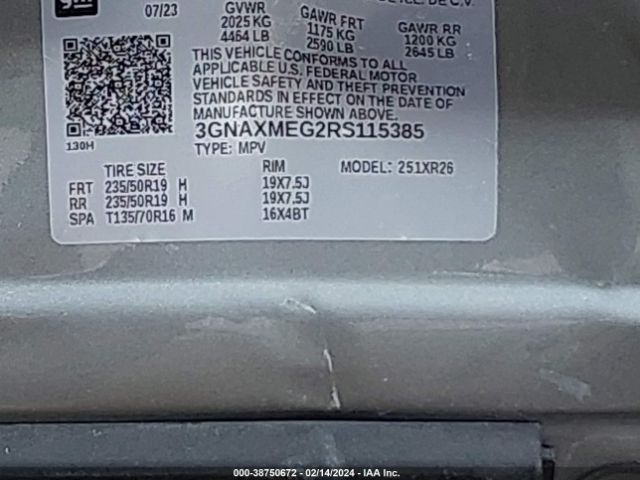 gm
07/23
DE C.V.
GVWR
2025 KG
4464 LB
GAWR FRT
1175 KG
2590 LB
GAWR RR
1200 KG
2645 LB
THIS VEHICLE CONFORMS TO ALL
APPLICABLE U.S. FEDERAL MOTOR
VEHICLE SAFETY AND THEFT PREVENTION
STANDARDS IN EFFECT ON THE DATE OF
MANUFACTURE SHOWN ABOVE.
3GNAXMEG2RS115385
TYPE: MPV
130H
TIRE SIZE RIM MODEL: 251XR26
FRT 235/50R19 H 19X7.5J
RR 235/50R19 H 19X7.5J
SPA T135/70R16 M 16X4BT
000-38750672 - 02/14/2024 - IAA Inc.